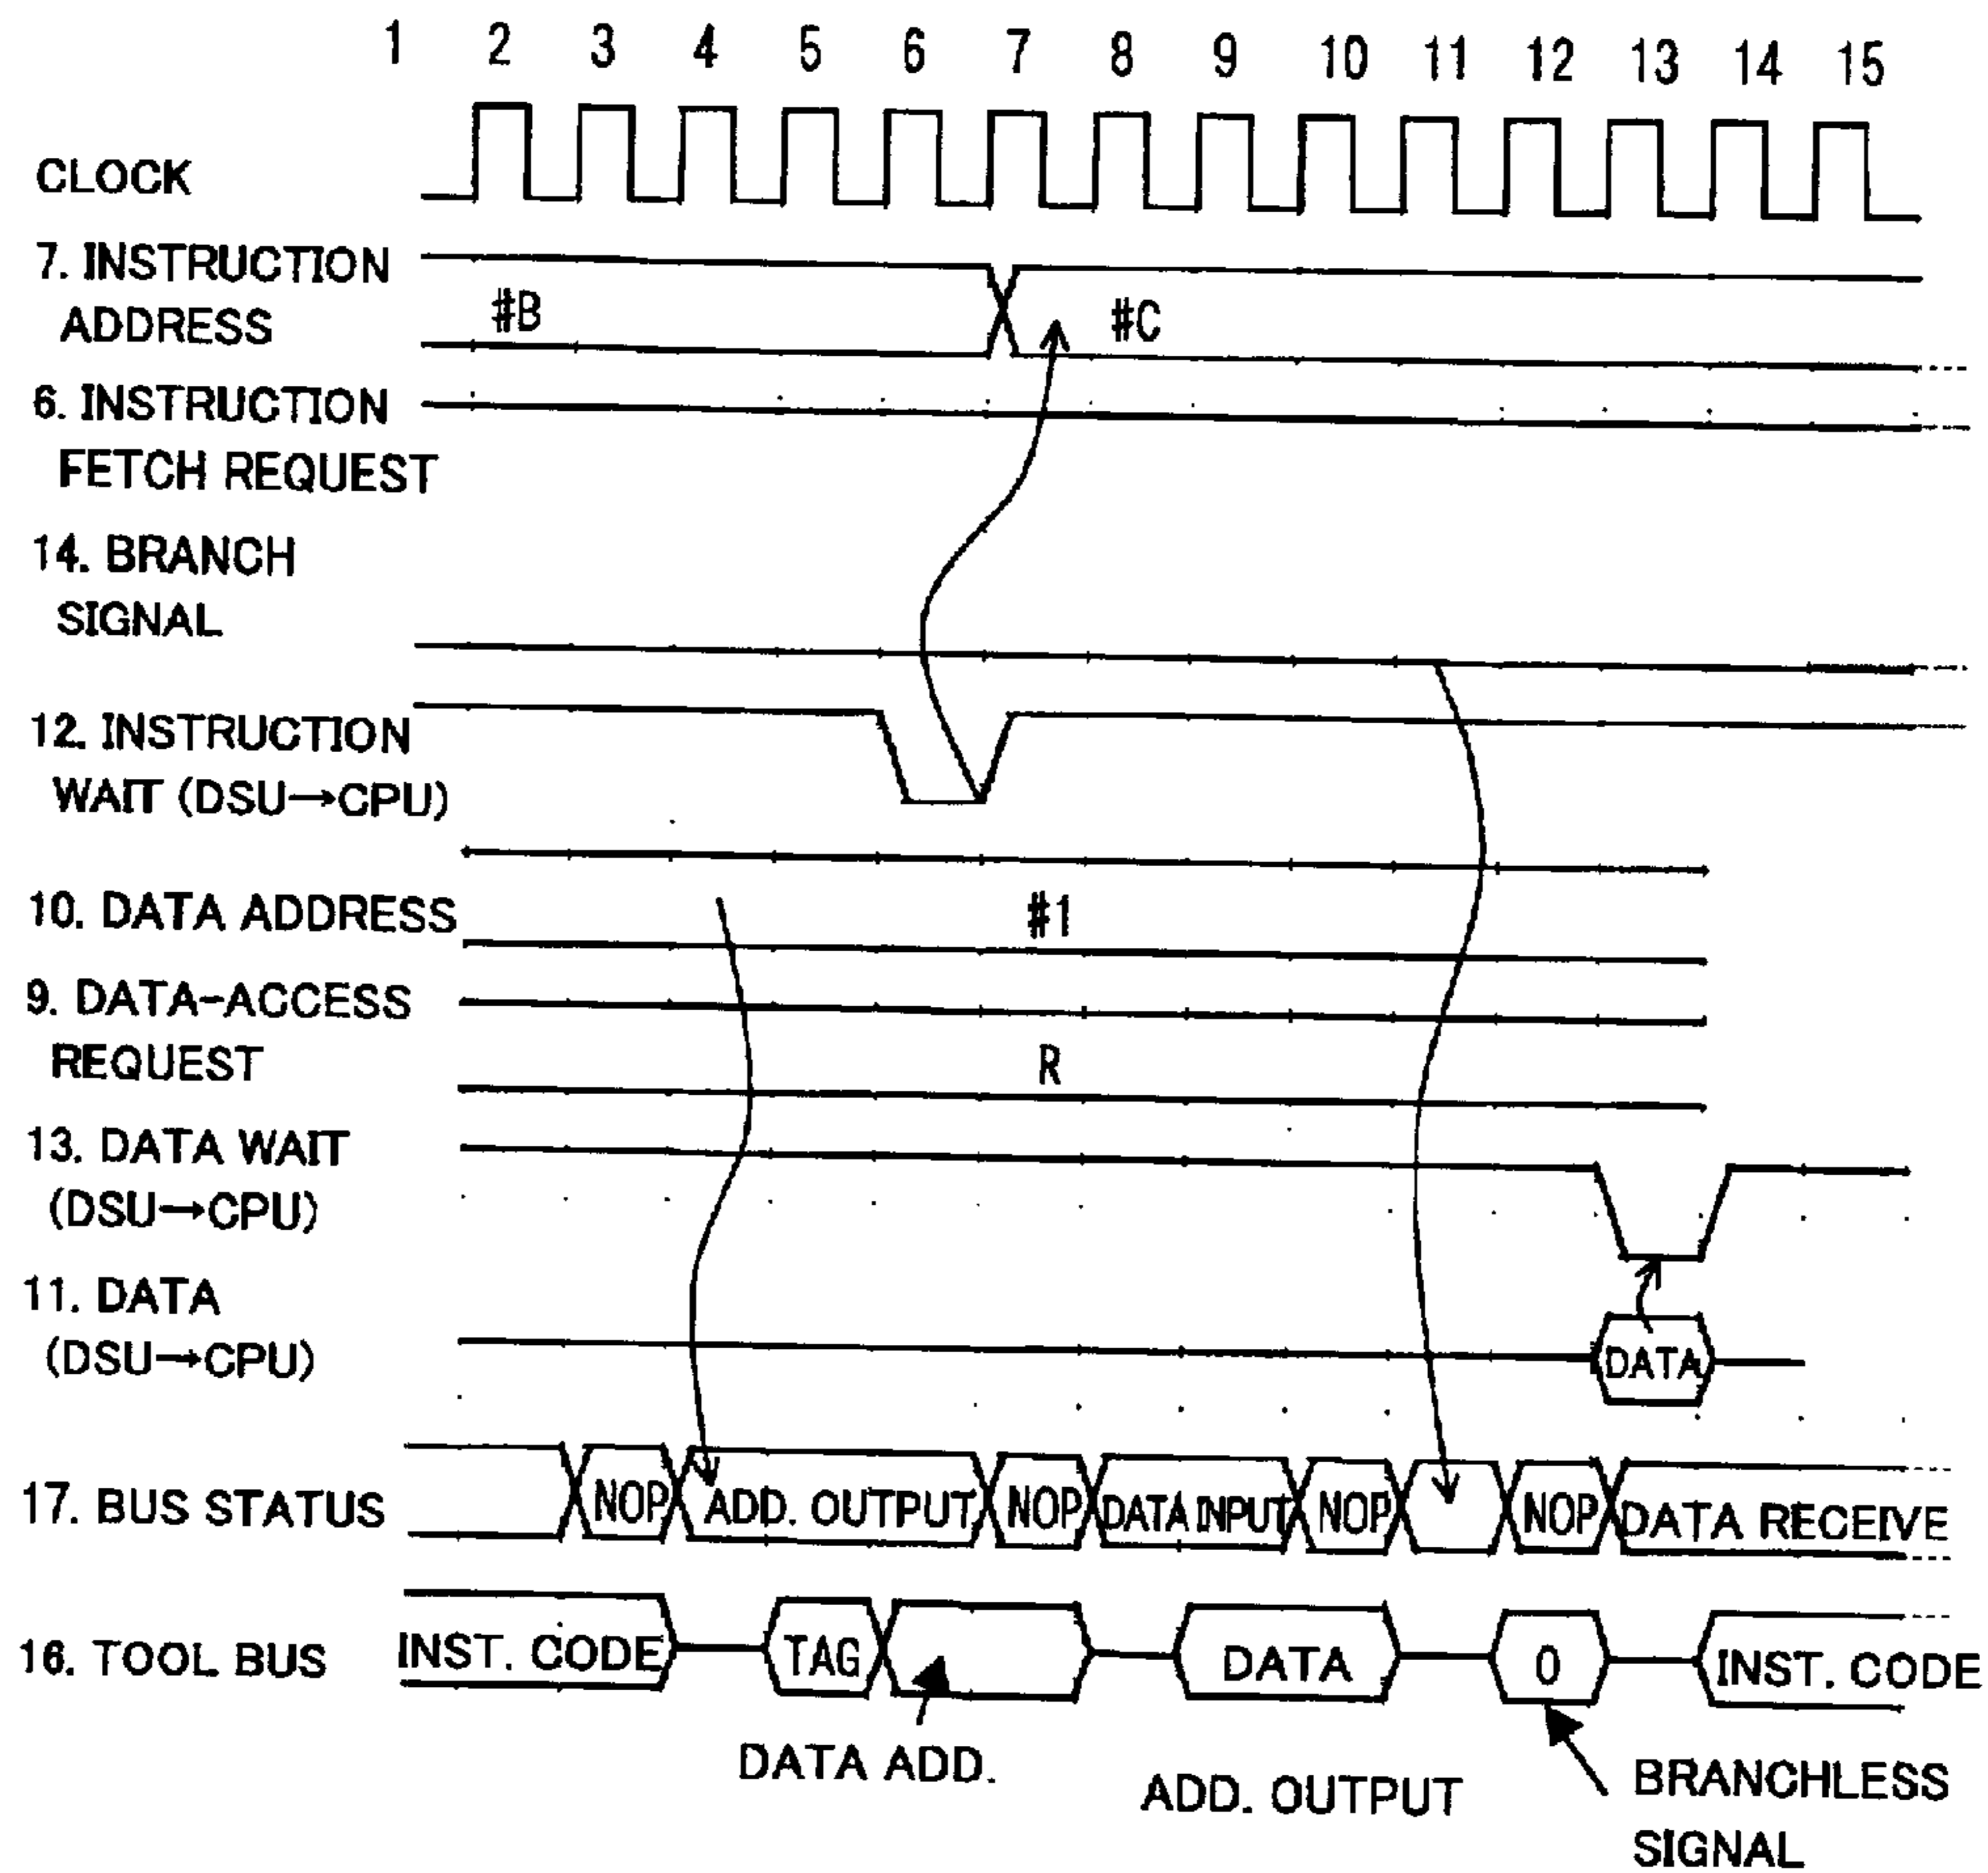 1 2 3 4 5 6 7 8 9 10 11 12 13 14 15
CLOCK
7. INSTRUCTION
ADDRESS
#B #C
6. INSTRUCTION
FETCH REQUEST
14. BRANCH
SIGNAL
12. INSTRUCTION
WAIT (DSU→CPU)
10. DATA ADDRESS #1
9. DATA-ACCESS
REQUEST R
13. DATA WAIT
(DSU→CPU)
11. DATA
(DSU→CPU) DATA
17. BUS STATUS NOP ADD. OUTPUT NOP DATA INPUT NOP NOP DATA RECEIVE
16. TOOL BUS INST. CODE TAG DATA 0 INST. CODE
DATA ADD.
ADD. OUTPUT
BRANCHLESS
SIGNAL